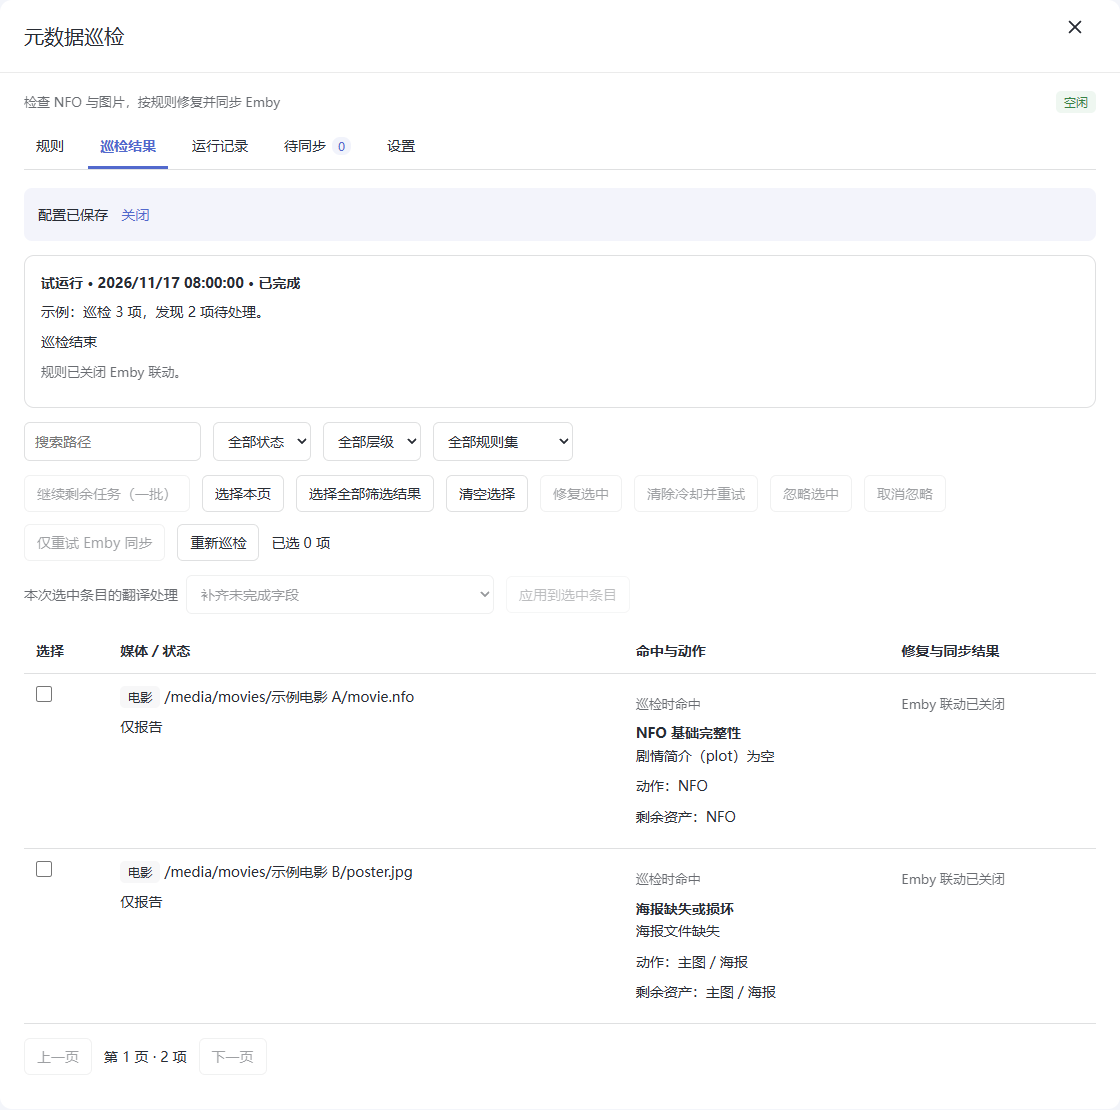 元数据巡检
检查 NFO 与图片，按规则修复并同步 Emby
空闲
规则 巡检结果 运行记录 待同步 0 设置
配置已保存 关闭
试运行 • 2026/11/17 08:00:00 • 已完成
示例：巡检 3 项，发现 2 项待处理。
巡检结束
规则已关闭 Emby 联动。
搜索路径 全部状态 全部层级 全部规则集
继续剩余任务（一批） 选择本页 选择全部筛选结果 清空选择 修复选中 清除冷却并重试 忽略选中 取消忽略
仅重试 Emby 同步 重新巡检 已选 0 项
本次选中条目的翻译处理 补齐未完成字段 应用到选中条目
选择 媒体 / 状态 命中与动作 修复与同步结果
电影 /media/movies/示例电影 A/movie.nfo
仅报告
巡检时命中
NFO 基础完整性
剧情简介（plot）为空
动作：NFO
剩余资产：NFO
Emby 联动已关闭
电影 /media/movies/示例电影 B/poster.jpg
仅报告
巡检时命中
海报缺失或损坏
海报文件缺失
动作：主图 / 海报
剩余资产：主图 / 海报
Emby 联动已关闭
上一页 第 1 页 · 2 项 下一页